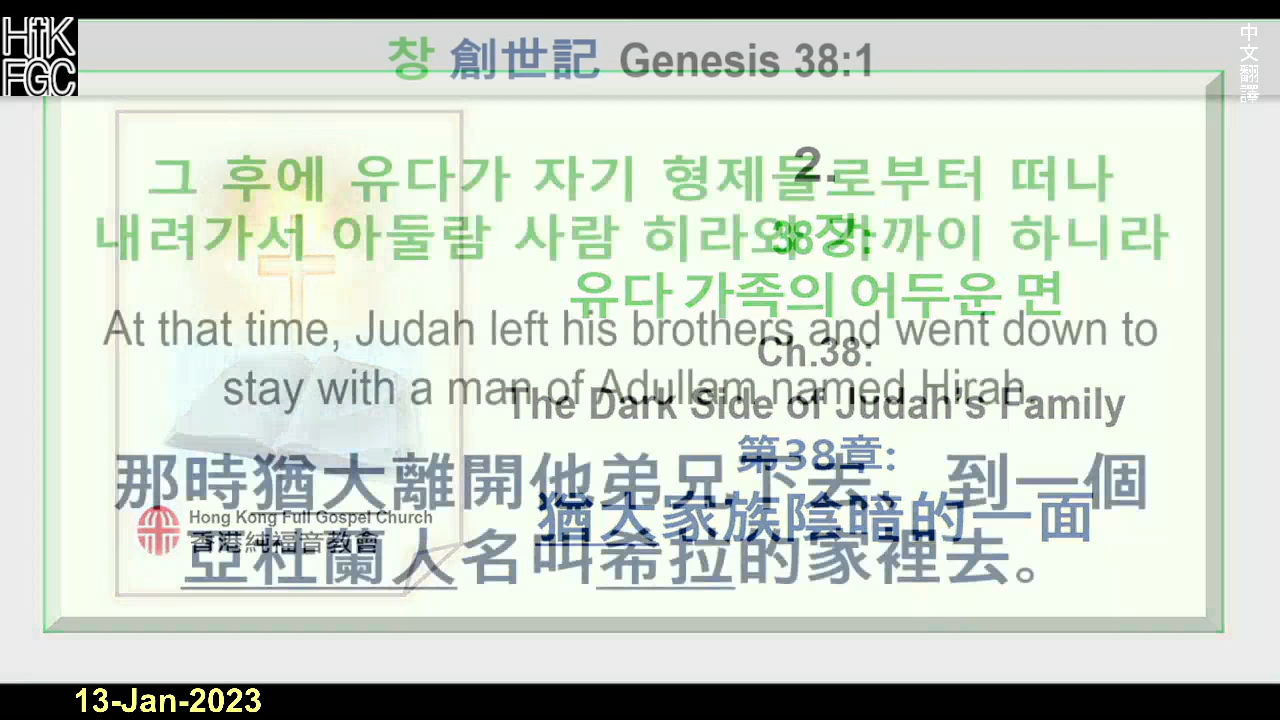 HfK
FGC
창 創世記 Genesis 38:1
中文翻譯
그 후에 유다가 자기 형제들로부터 떠나
내려가서 아둘람 사람 히라와 가까이 하니라
At that time, Judah left his brothers and went down to
stay with a man of Adullam named Hirah.
那時猶大離開他弟兄下去，到一個
亞杜蘭人名叫希拉的家裡去。
2.
38 장:
유다 가족의 어두운 면
Ch.38:
The Dark Side of Judah's Family
第38章:
猶大家族陰暗的一面
Hong Kong Full Gospel Church
香港純福音教會
13-Jan-2023